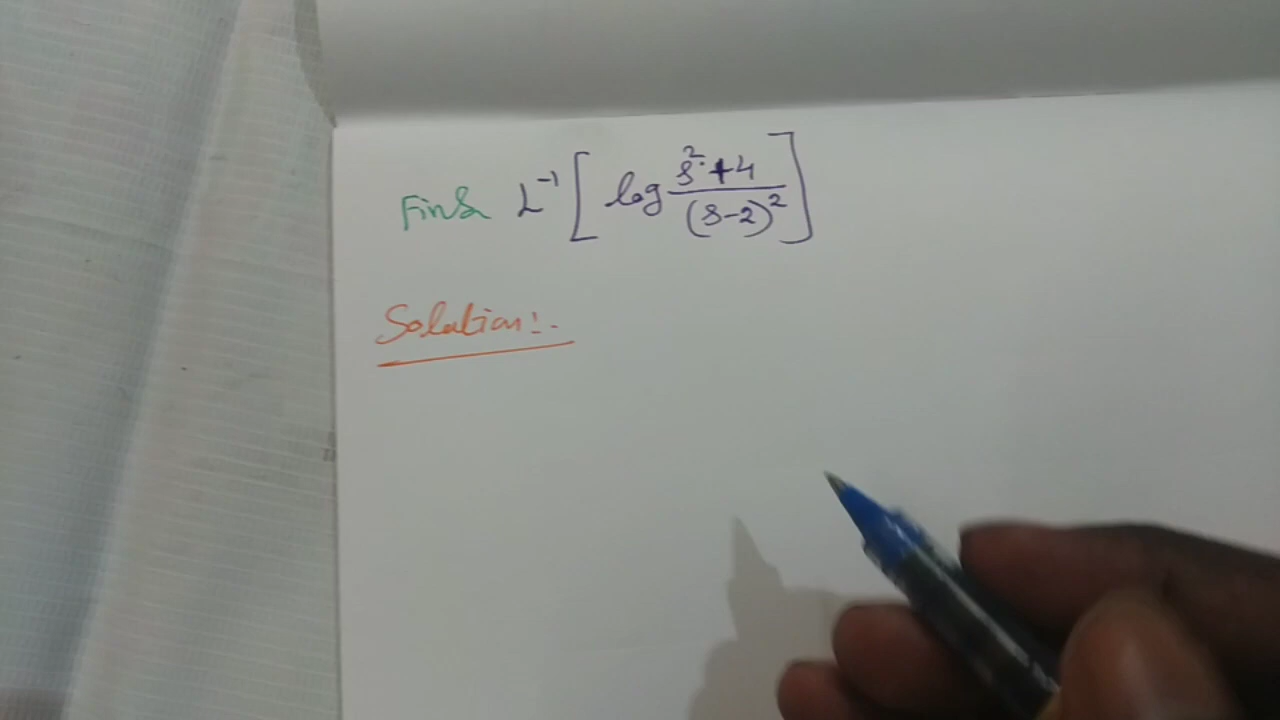 Find L⁻¹ [ log (s²+4)/(s-2)² ]
Solution:-